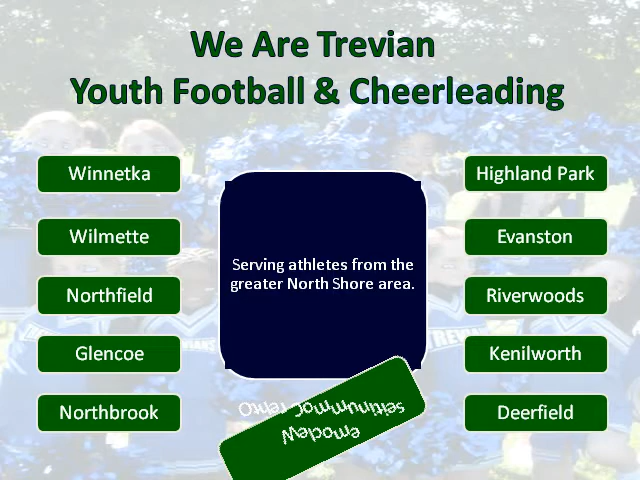 We Are Trevian
Youth Football & Cheerleading
Winnetka
Wilmette
Northfield
Glencoe
Northbrook
Serving athletes from the
greater North Shore area.
Other Communities
Welcome
Highland Park
Evanston
Riverwoods
Kenilworth
Deerfield